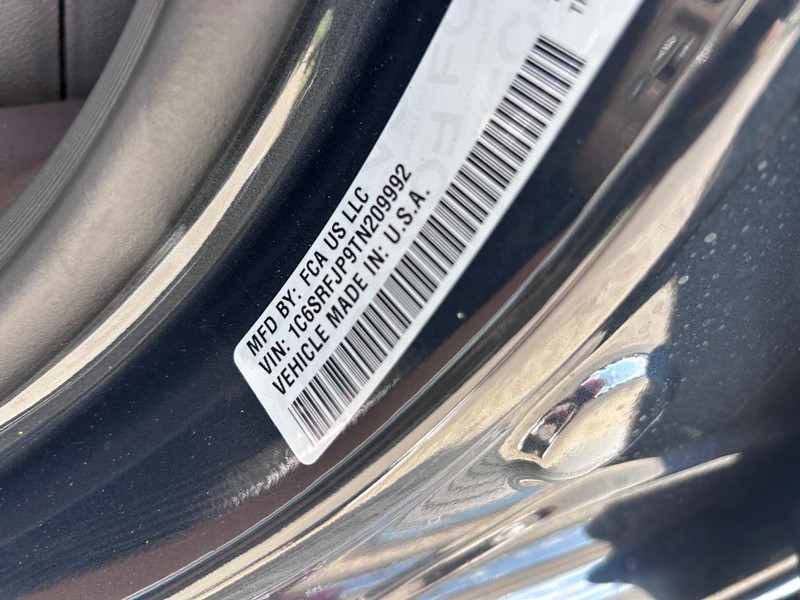 MFD BY: FCA US LLC
VIN: 1C6SRFJP9TN209992
VEHICLE MADE IN: U.S.A.